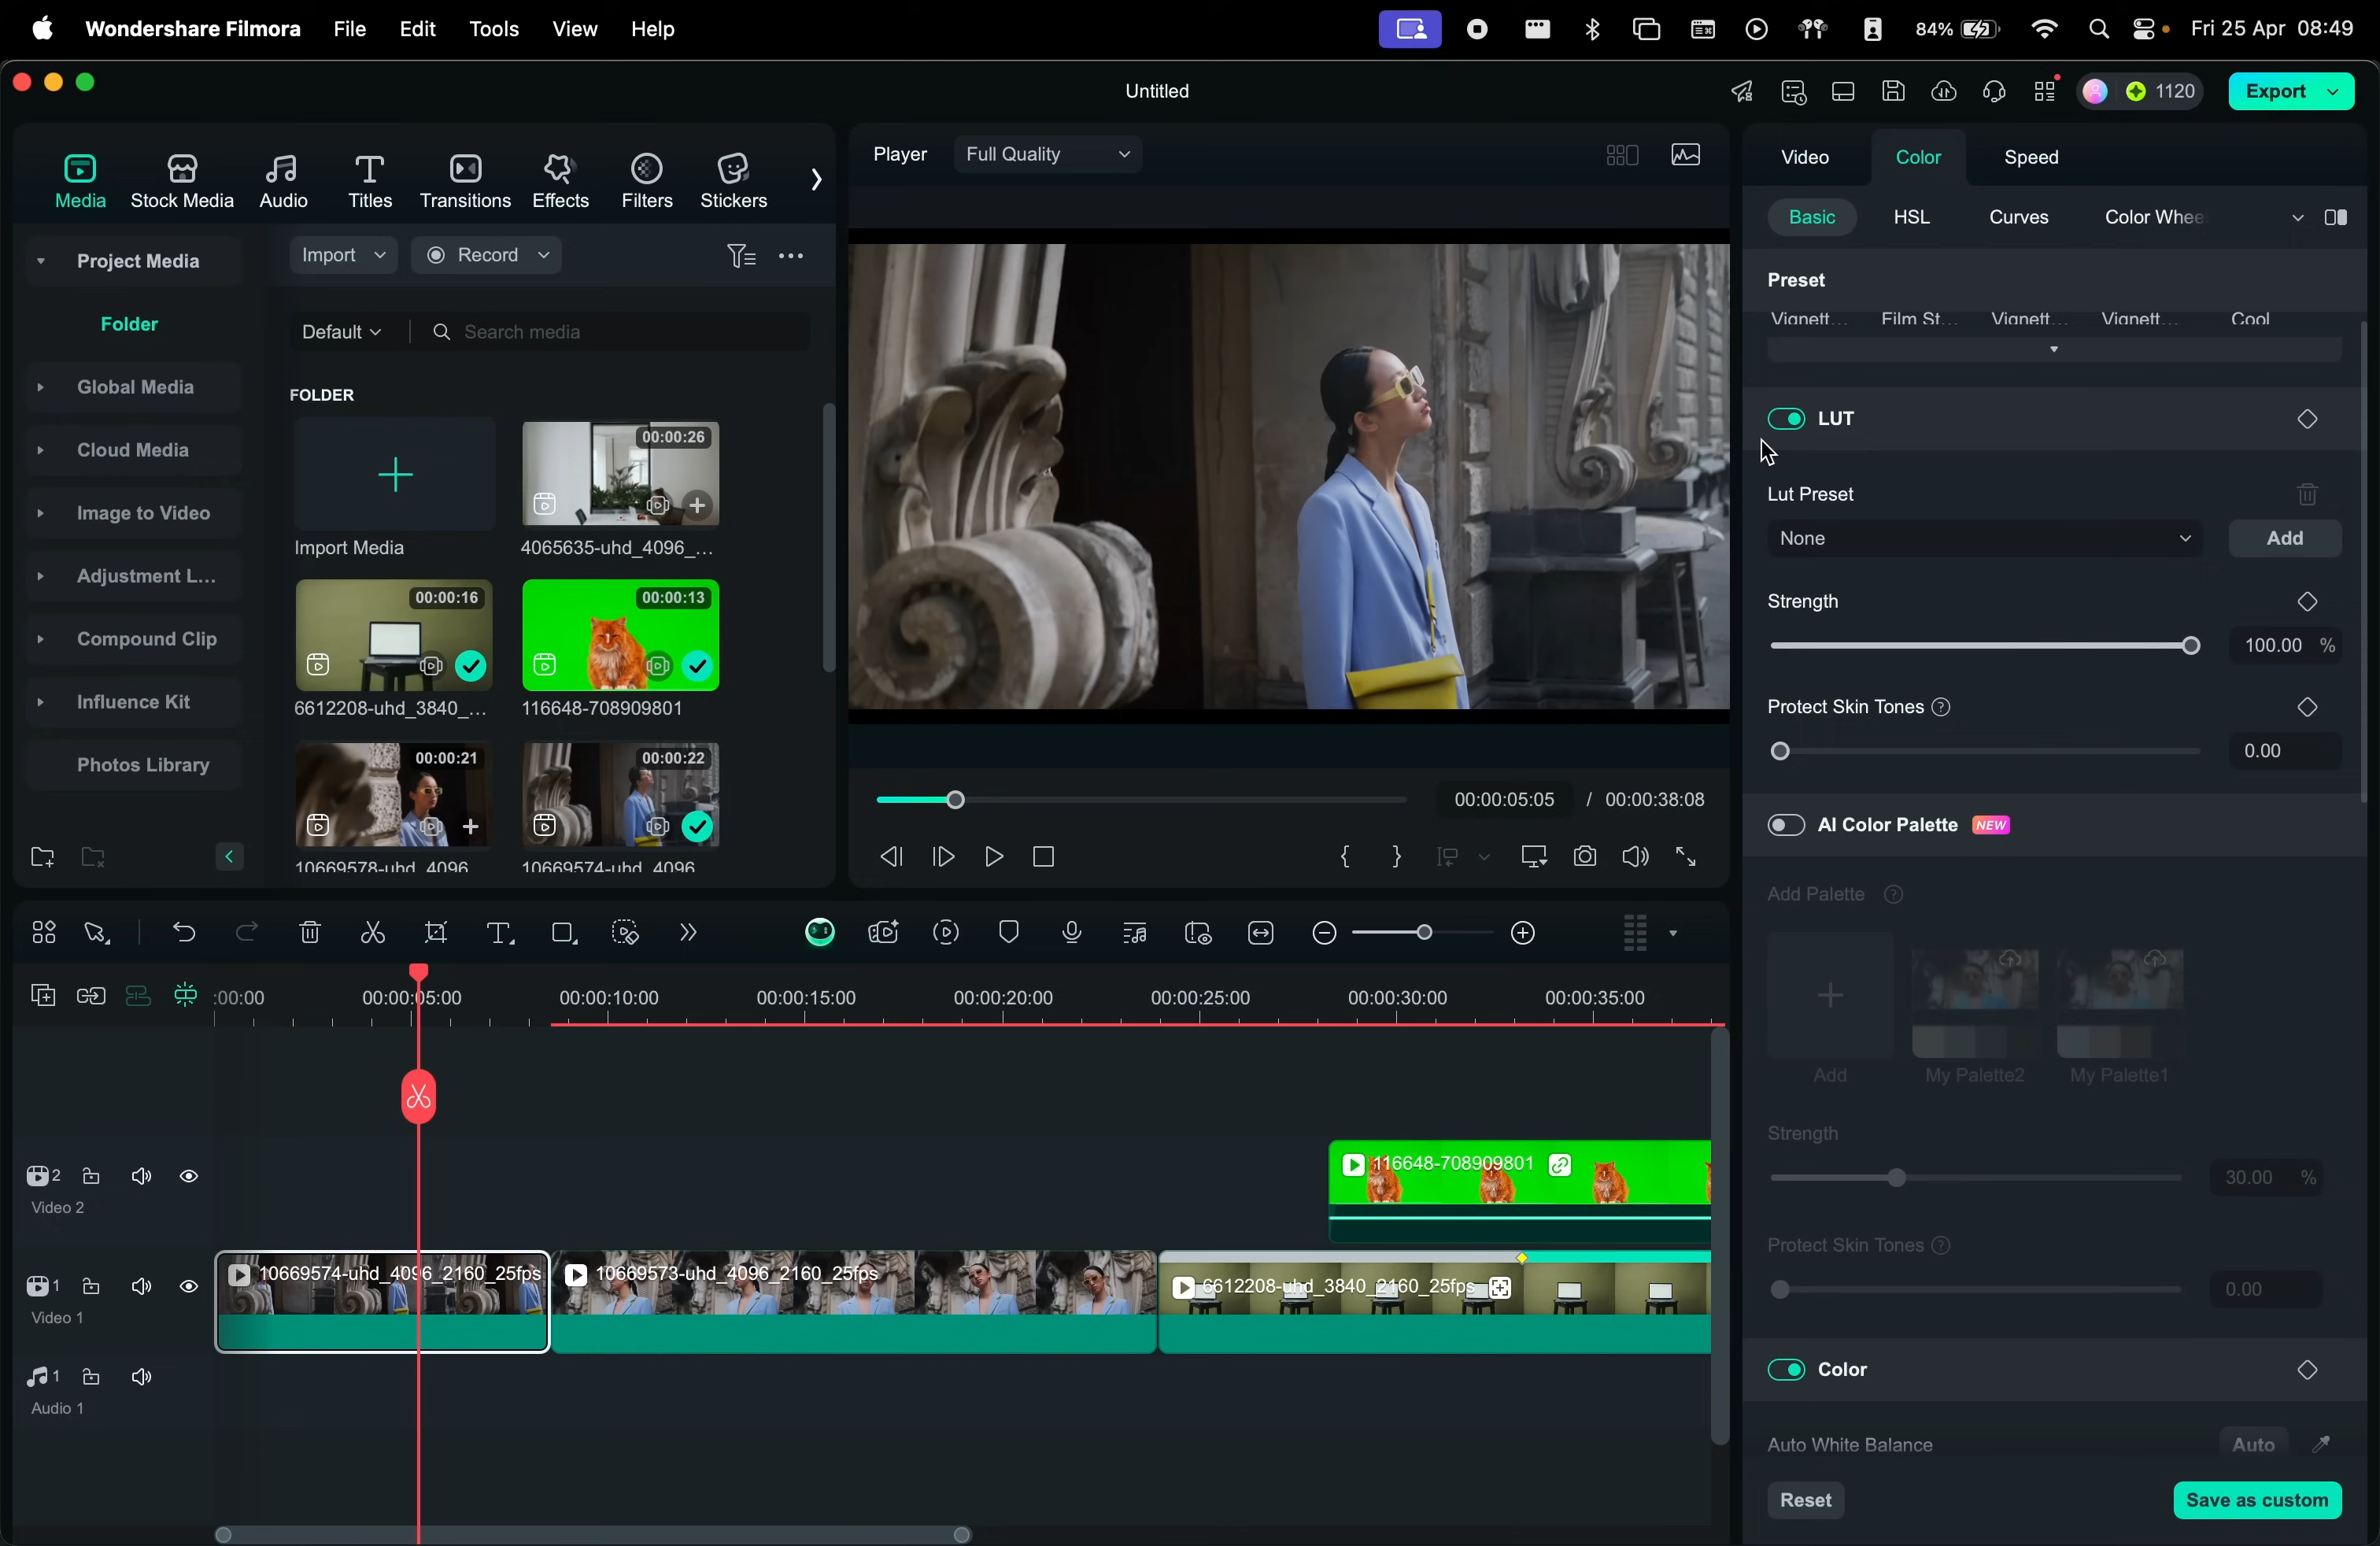 Wondershare Filmora File Edit Tools View Help 84% Fri 25 Apr 08:49
Untitled 1120 Export
Media Stock Media Audio Titles Transitions Effects Filters Stickers
Player Full Quality
Video Color Speed
Basic HSL Curves Color Whee
Project Media
Folder
Global Media
Cloud Media
Image to Video
Adjustment L...
Compound Clip
Influence Kit
Photos Library
Import Record
Default Search media
FOLDER
00:00:26
Import Media 4065635-uhd_4096_...
00:00:16 00:00:13
6612208-uhd_3840_... 116648-708909801
00:00:21 00:00:22
10669578-uhd_4096 10669574-uhd_4096
00:00:05:05 / 00:00:38:08
Preset
Vignett... Film St... Vignett... Vignett... Cool
LUT
Lut Preset
None Add
Strength
100.00 %
Protect Skin Tones ?
0.00
AI Color Palette NEW
Add Palette ?
Add My Palette2 My Palette1
Strength
30.00 %
Protect Skin Tones ?
0.00
Color
Auto White Balance Auto
Reset Save as custom
:00:00 00:00:05:00 00:00:10:00 00:00:15:00 00:00:20:00 00:00:25:00 00:00:30:00 00:00:35:00
2 116648-708909801
Video 2
1 10669574-uhd_4096_2160_25fps 10669573-uhd_4096_2160_25fps 6612208-uhd_3840_2160_25fps
Video 1
1
Audio 1